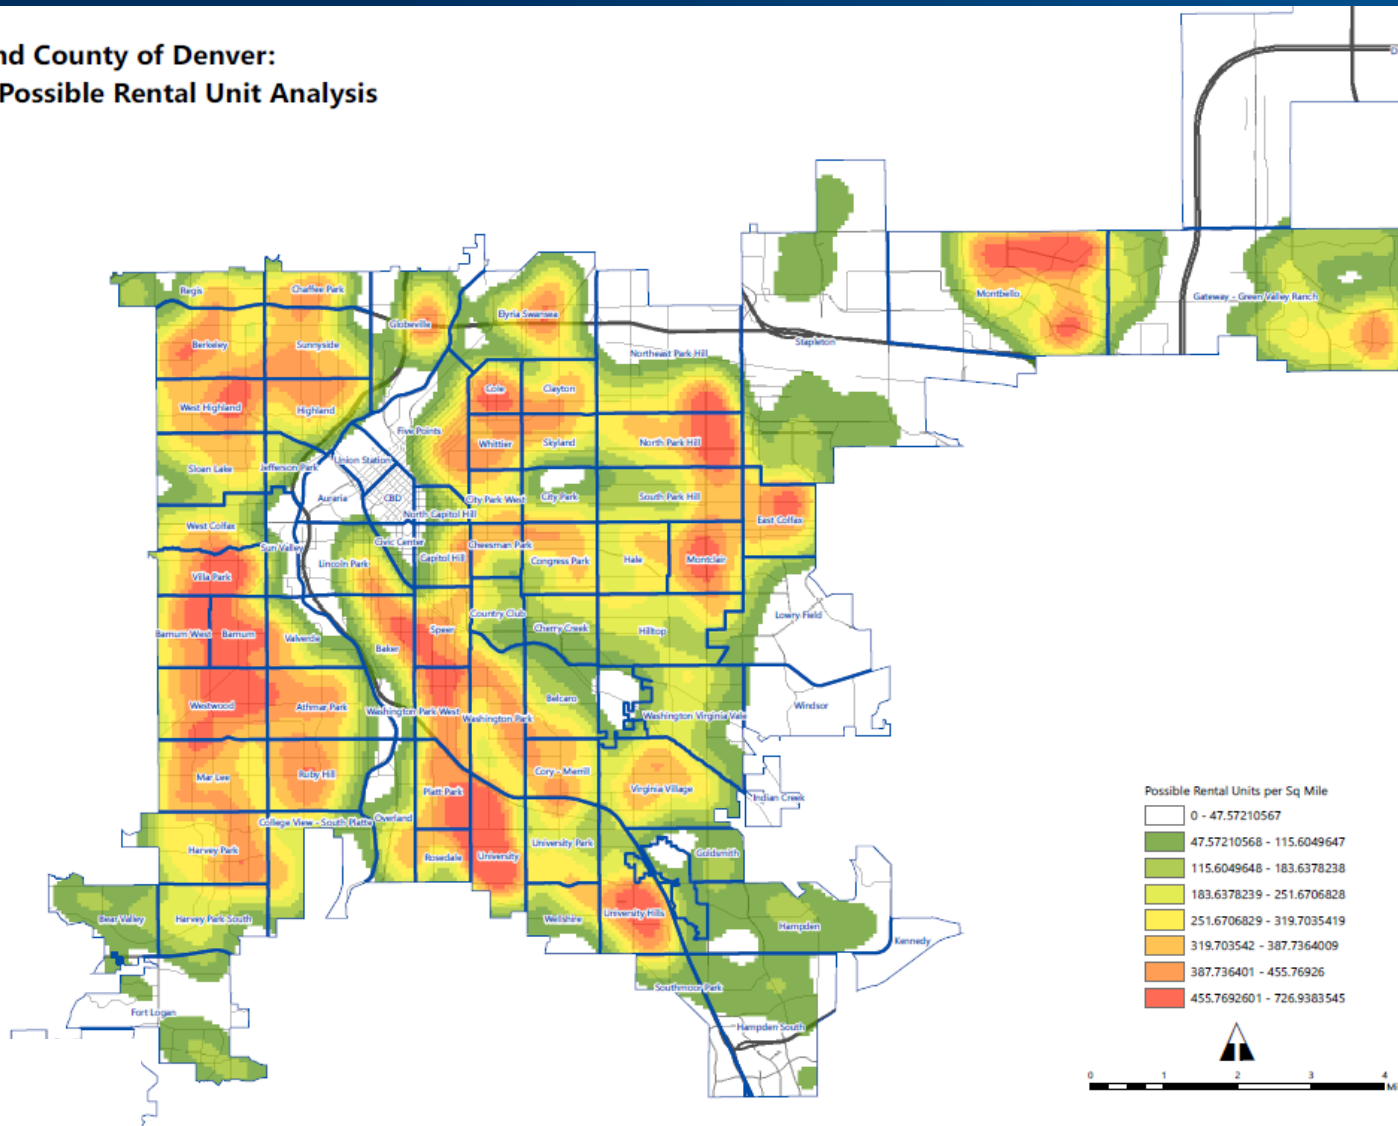 nd County of Denver:
Possible Rental Unit Analysis
Regis
Chaffee Park
Globeville
Elyria Swansea
Montbello
Gateway - Green Valley Ranch
Berkeley
Sunnyside
Northeast Park Hill
Stapleton
Cole
Clayton
West Highland
Highland
Five Points
Whittier
Skyland
North Park Hill
Sloan Lake
Jefferson Park
Union Station
Auraria
CBD
City Park West
City Park
South Park Hill
North Capitol Hill
West Colfax
East Colfax
Sun Valley
Civic Center
Cheesman Park
Lincoln Park
Capitol Hill
Congress Park
Hale
Montclair
Villa Park
Country Club
Lowry Field
Barnum West
Barnum
Valverde
Speer
Cherry Creek
Hilltop
Baker
Westwood
Athmar Park
Washington Park West
Washington Park
Belcaro
Washington Virginia Vale
Windsor
Mar Lee
Ruby Hill
Cory - Merrill
Platt Park
Virginia Village
Indian Creek
College View - South Platte
Overland
Harvey Park
Rosedale
University
University Park
Goldsmith
Bear Valley
Harvey Park South
Wellshire
University Hills
Hampden
Kennedy
Southmoor Park
Fort Logan
Hampden South
Possible Rental Units per Sq Mile
0 - 47.57210567
47.57210568 - 115.6049647
115.6049648 - 183.6378238
183.6378239 - 251.6706828
251.6706829 - 319.7035419
319.703542 - 387.7364009
387.736401 - 455.76926
455.7692601 - 726.9383545
0 1 2 3 4
Mi